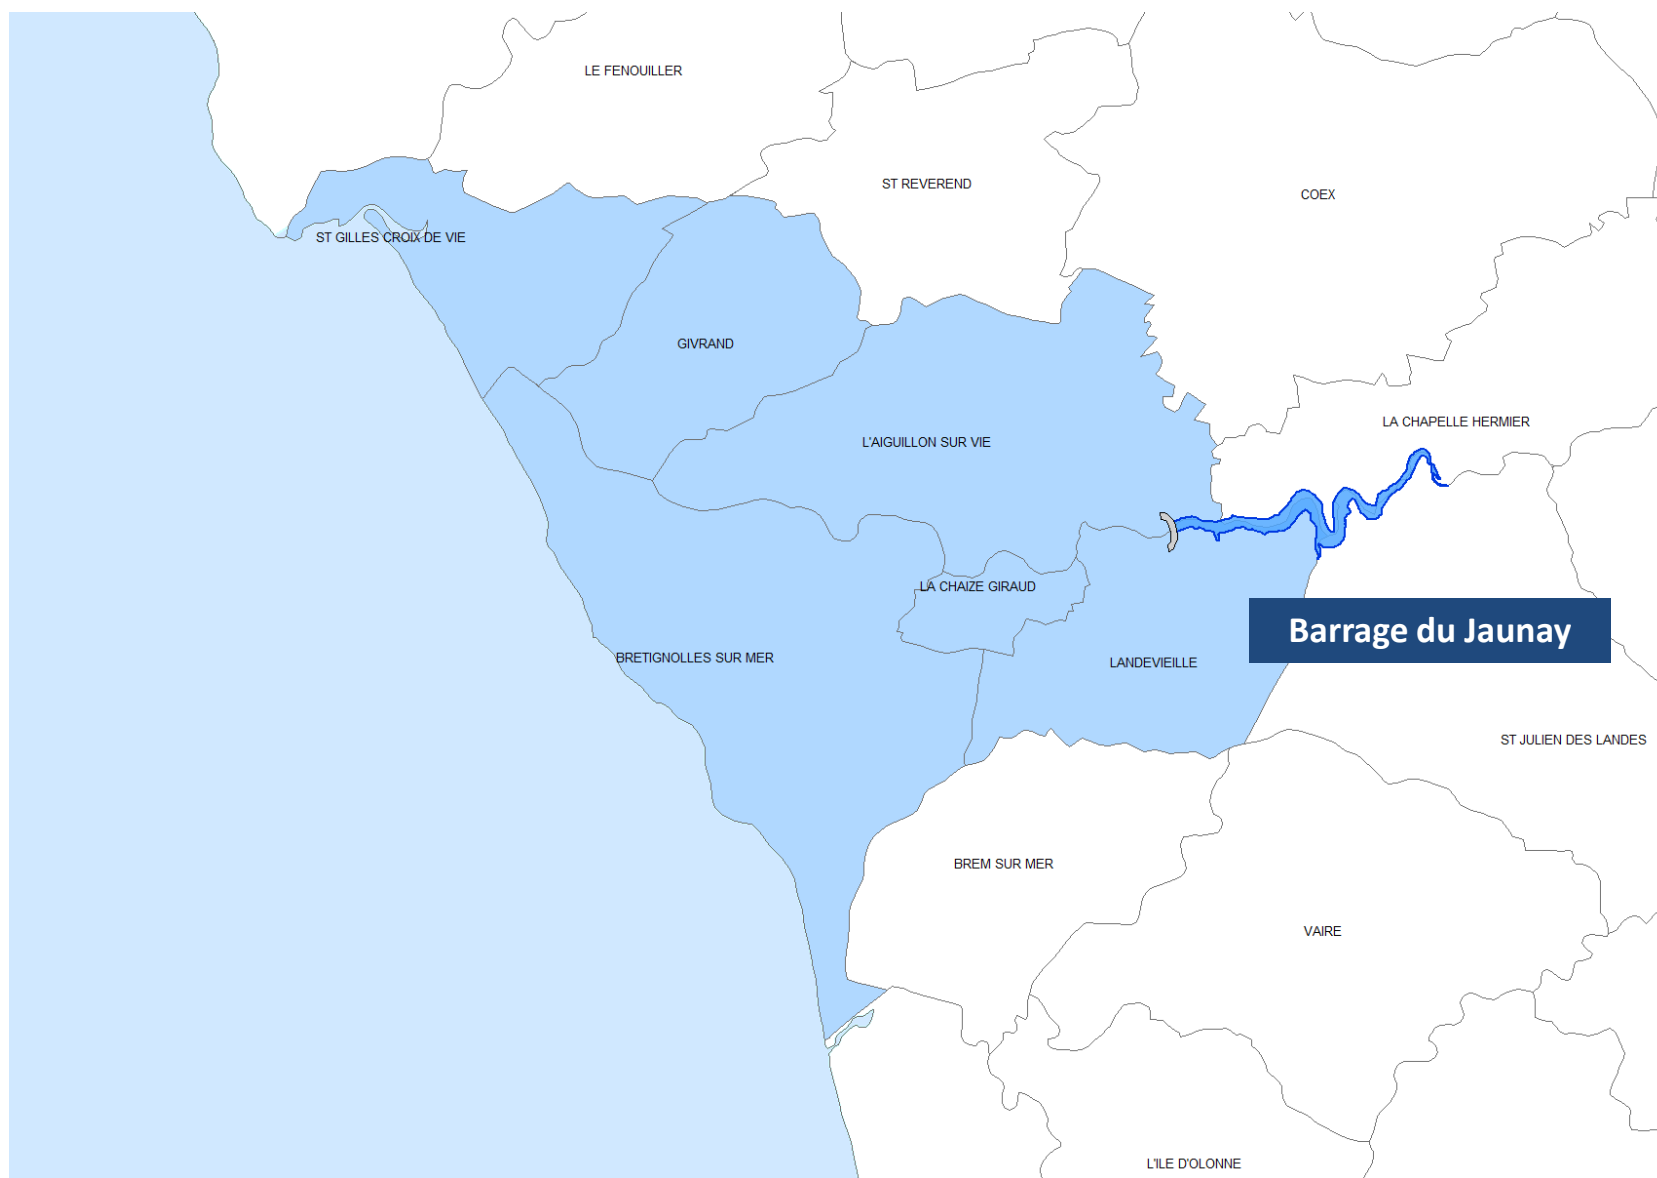 LE FENOUILLER
ST REVEREND
COEX
ST GILLES CROIX DE VIE
GIVRAND
LA CHAPELLE HERMIER
L'AIGUILLON SUR VIE
LA CHAIZE GIRAUD
Barrage du Jaunay
BRETIGNOLLES SUR MER
LANDEVIEILLE
ST JULIEN DES LANDES
BREM SUR MER
VAIRE
L'ILE D'OLONNE